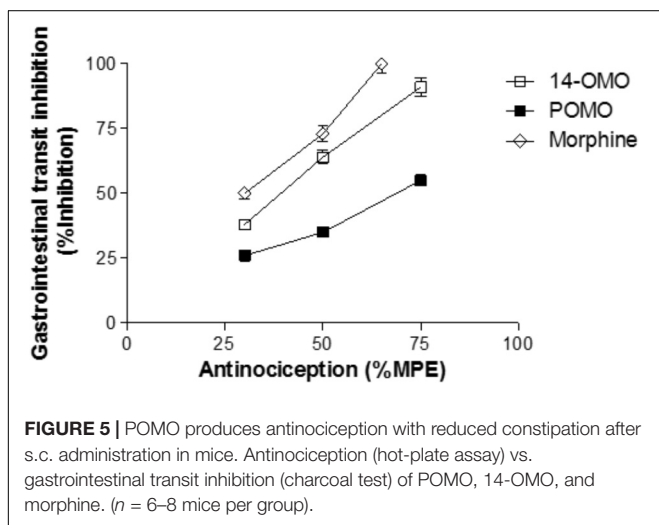 Gastrointestinal transit inhibition
(%Inhibition)
100
75
50
25
0
0
25
50
75
100
Antinociception (%MPE)
14-OMO
POMO
Morphine
FIGURE 5 | POMO produces antinociception with reduced constipation after
s.c. administration in mice. Antinociception (hot-plate assay) vs.
gastrointestinal transit inhibition (charcoal test) of POMO, 14-OMO, and
morphine. (n = 6–8 mice per group).